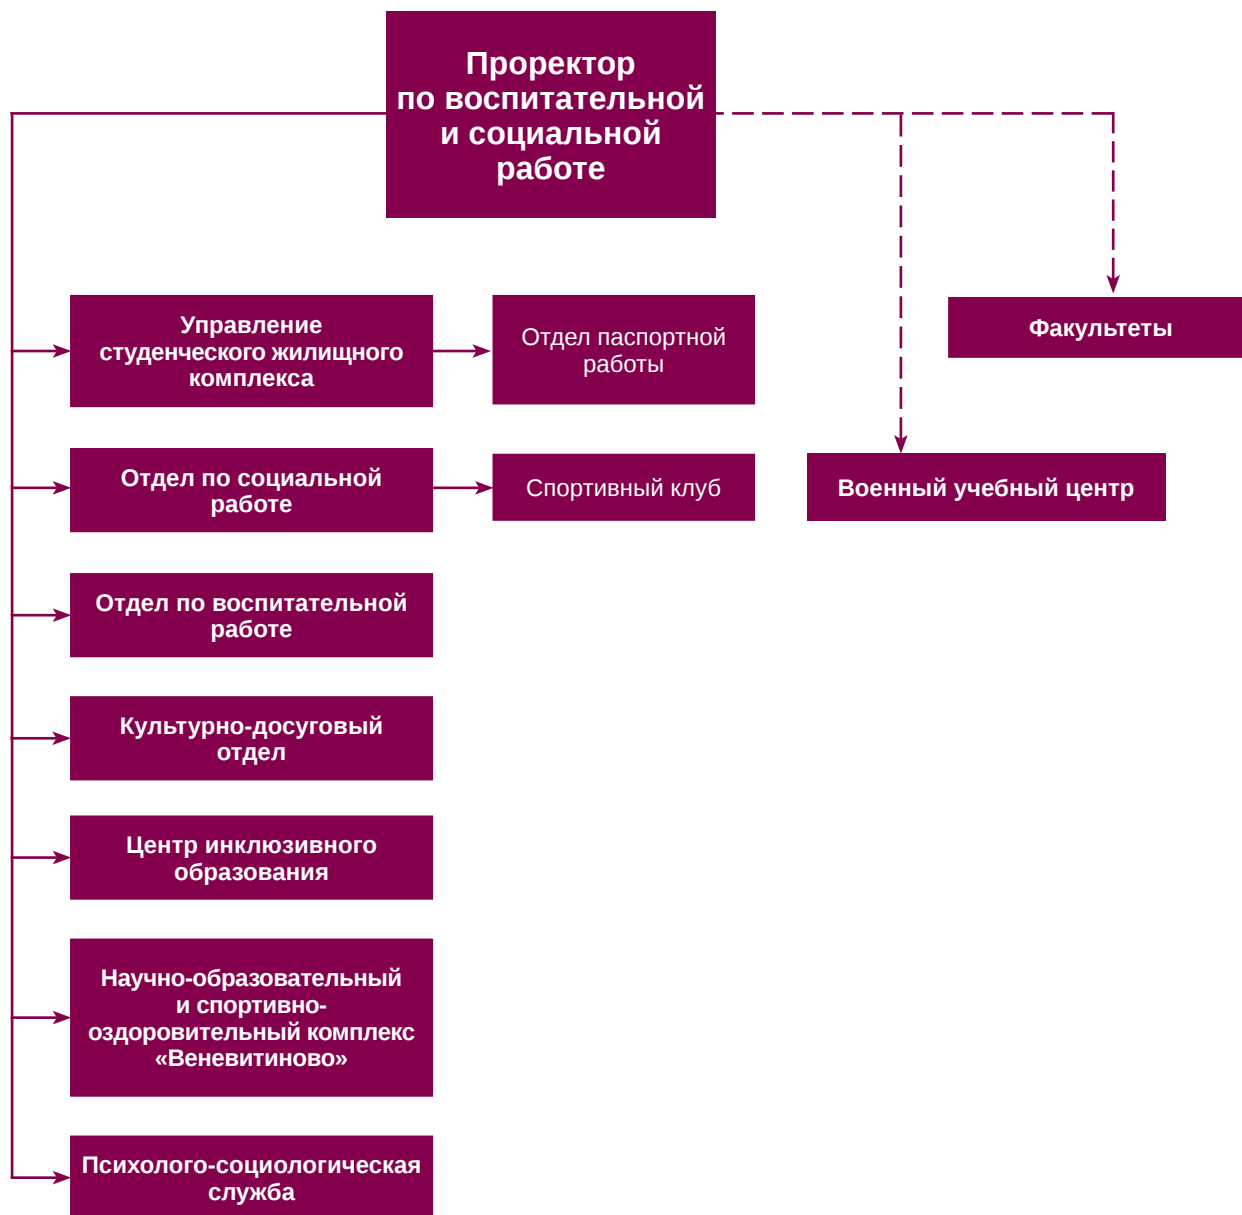 Проректор
по воспитательной
и социальной
работе
Управление
студенческого жилищного
комплекса
Отдел паспортной
работы
Факультеты
Отдел по социальной
работе
Спортивный клуб
Военный учебный центр
Отдел по воспитательной
работе
Культурно-досуговый
отдел
Центр инклюзивного
образования
Научно-образовательный
и спортивно-
оздоровительный комплекс
«Веневитиново»
Психолого-социологическая
служба